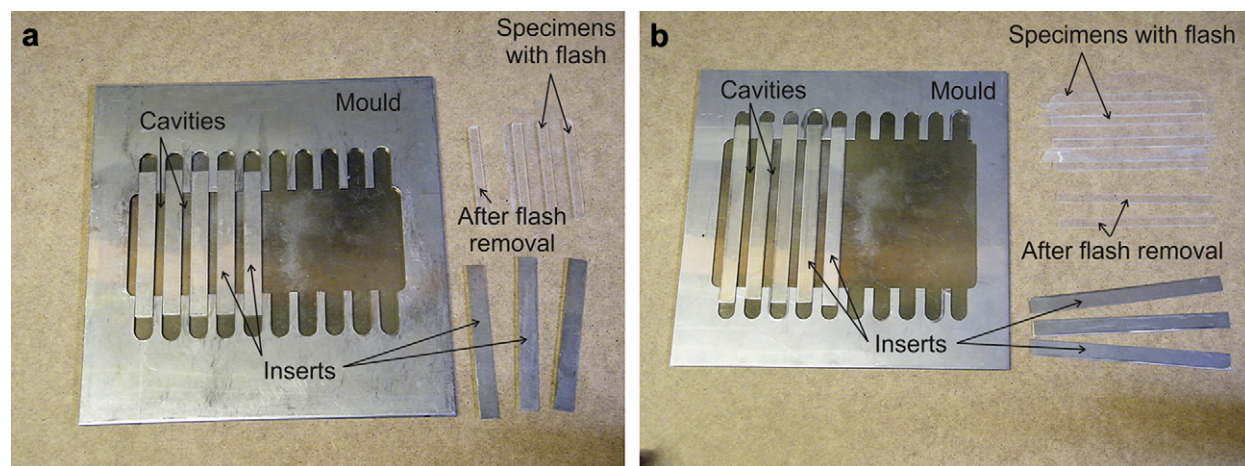 a
Specimens
with flash
Mould
Cavities
After flash
removal
Inserts
b
Specimens with flash
Cavities
Mould
After flash removal
Inserts